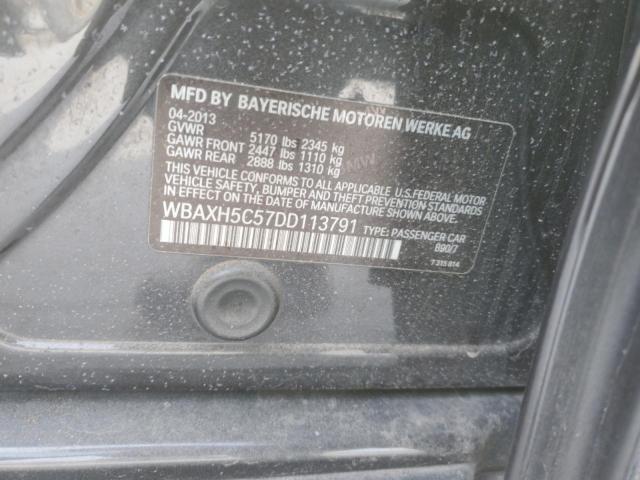 MFD BY BAYERISCHE MOTOREN WERKE AG
04-2013
GVWR 5170 lbs 2345 kg
GAWR FRONT 2447 lbs 1110 kg
GAWR REAR 2888 lbs 1310 kg
THIS VEHICLE CONFORMS TO ALL APPLICABLE U.S. FEDERAL MOTOR
VEHICLE SAFETY, BUMPER, AND THEFT PREVENTION STANDARDS
IN EFFECT ON THE DATE OF MANUFACTURE SHOWN ABOVE.
WBAXH5C57DD113791 TYPE: PASSENGER CAR
B90/7
7 315 814